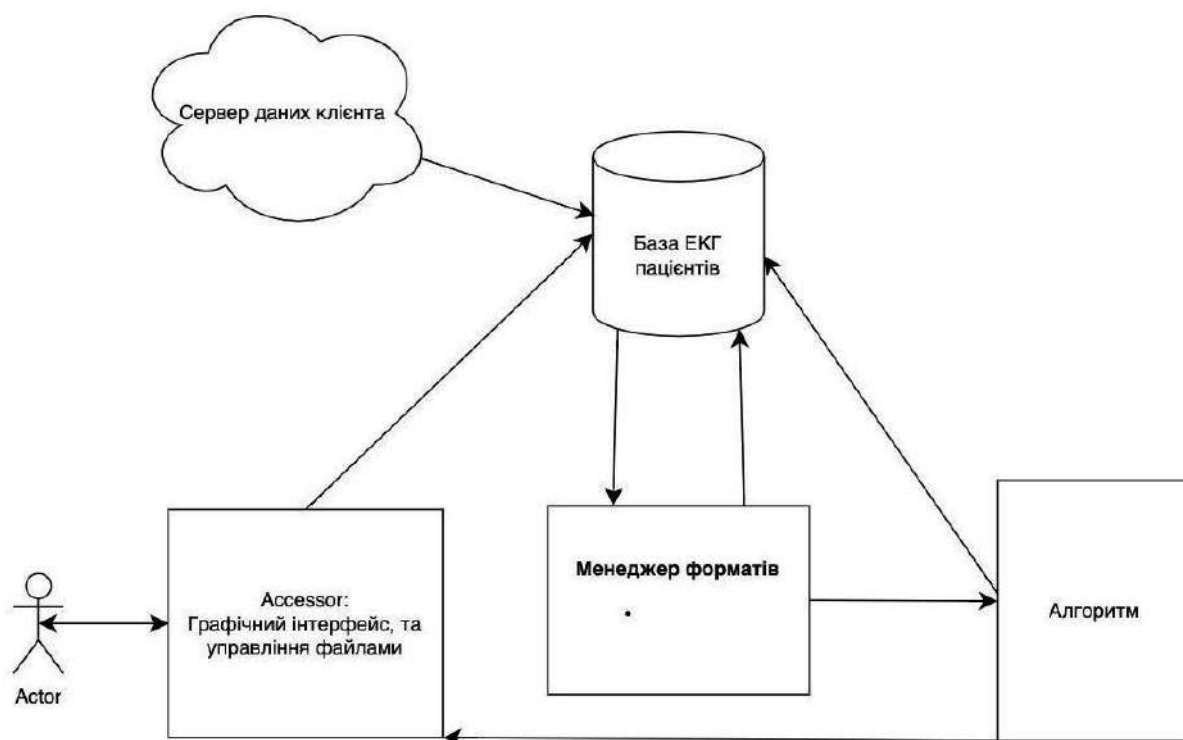 Сервер даних клієнта
База ЕКГ
пацієнтів
Менеджер форматів
•
Accessor:
Графічний інтерфейс, та
управління файлами
Алгоритм
Actor